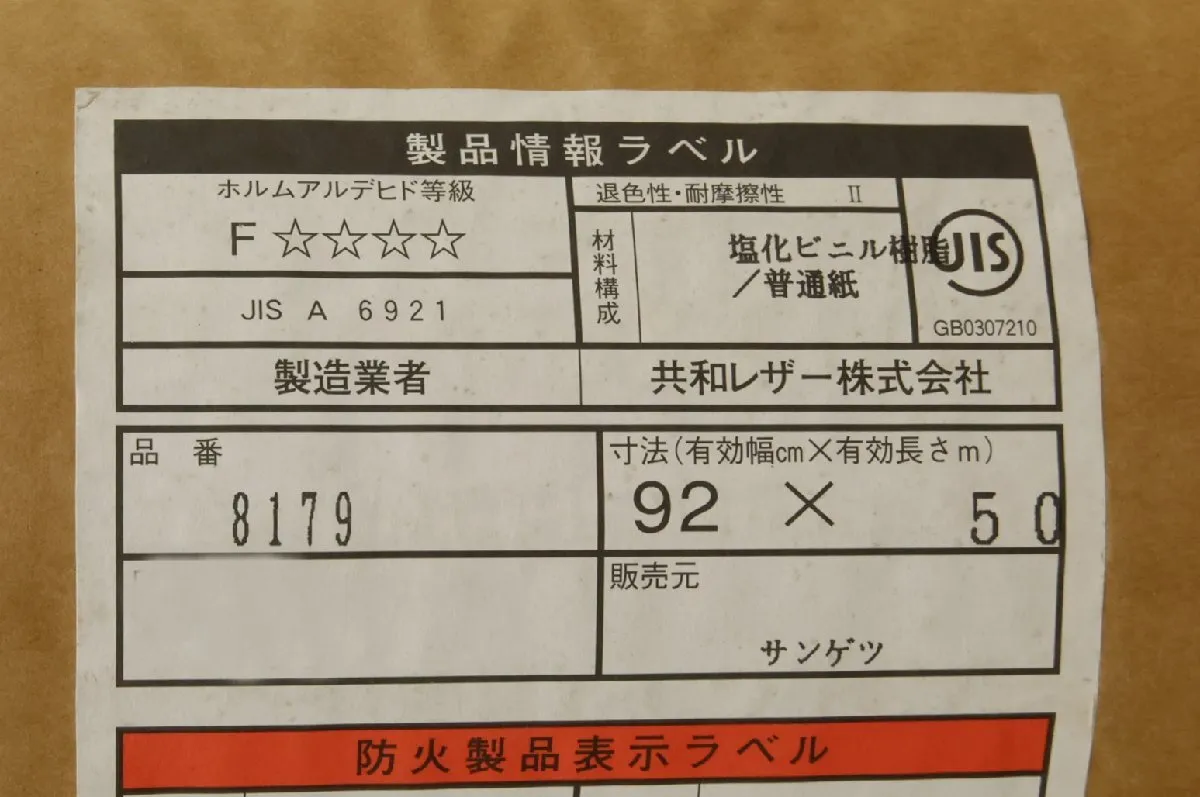 製品情報ラベル
ホルムアルデヒド等級
F☆☆☆☆
JIS A 6921
退色性・耐摩擦性 Ⅱ
材料構成
塩化ビニル樹脂
／普通紙
JIS
GB0307210
製造業者
共和レザー株式会社
品番
8179
寸法(有効幅㎝×有効長さm)
92 × 50
販売元
サンゲツ
防火製品表示ラベル